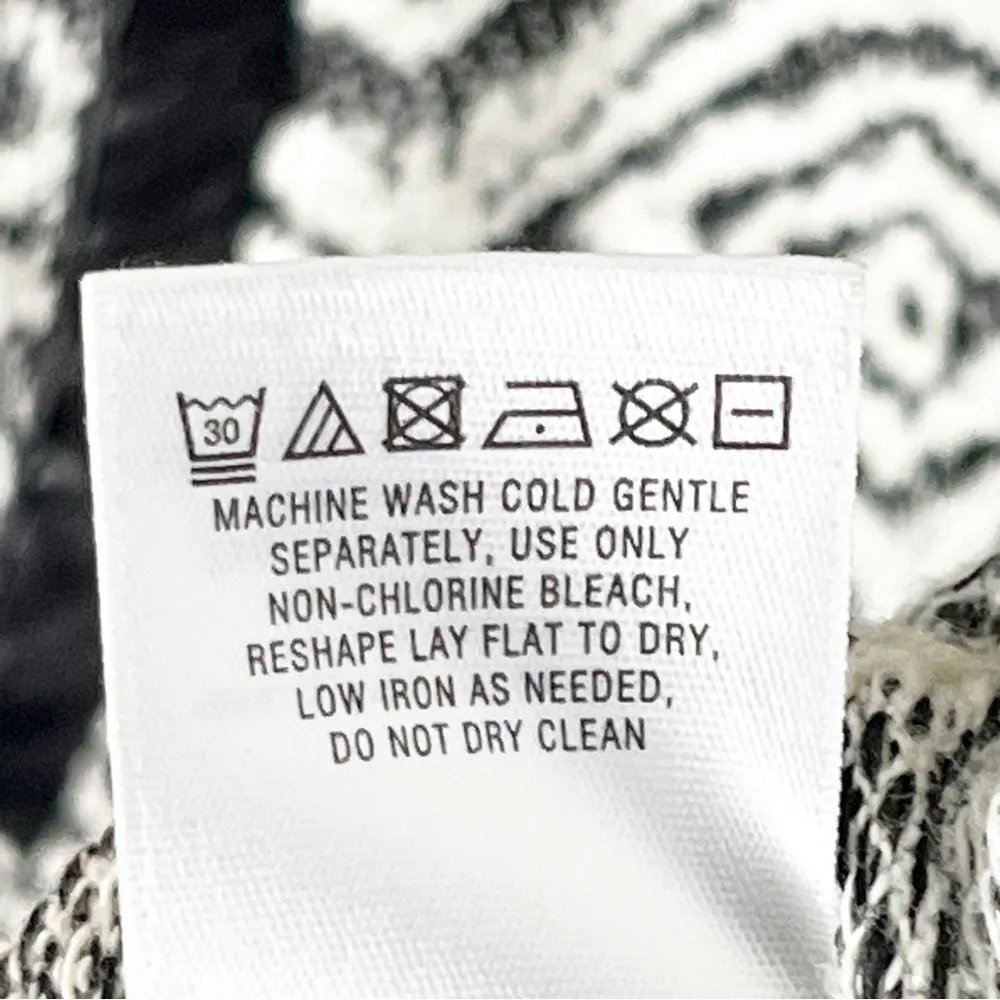 30
MACHINE WASH COLD GENTLE
SEPARATELY, USE ONLY
NON-CHLORINE BLEACH,
RESHAPE LAY FLAT TO DRY,
LOW IRON AS NEEDED,
DO NOT DRY CLEAN